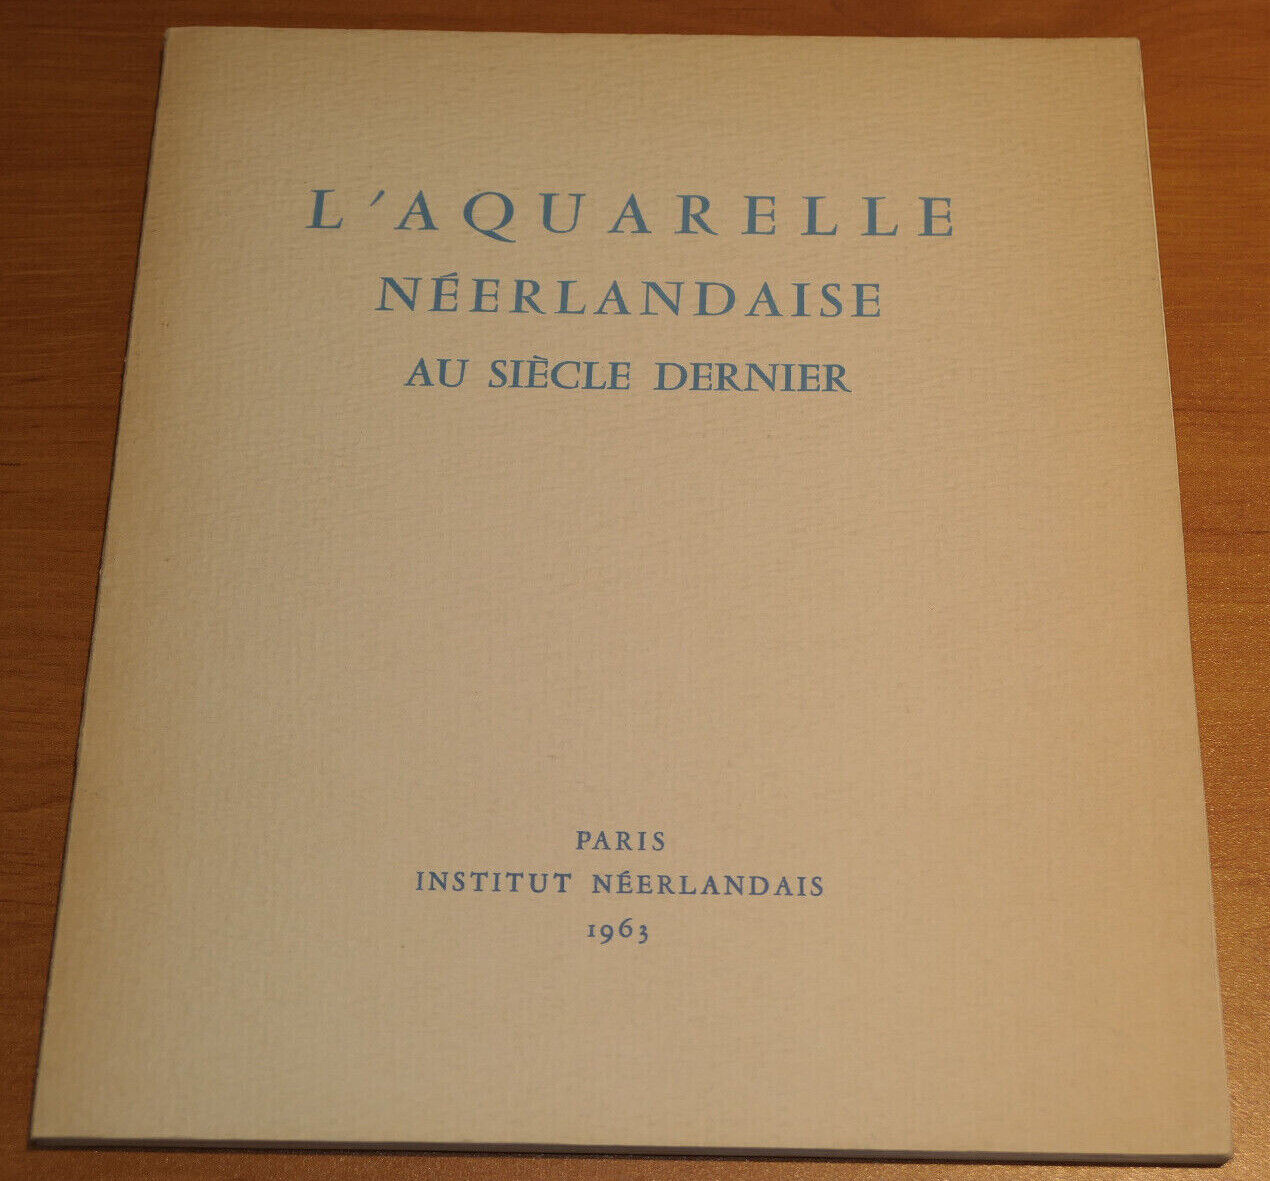 L'AQUARELLE
NÉERLANDAISE
AU SIÈCLE DERNIER
PARIS
INSTITUT NÉERLANDAIS
1963